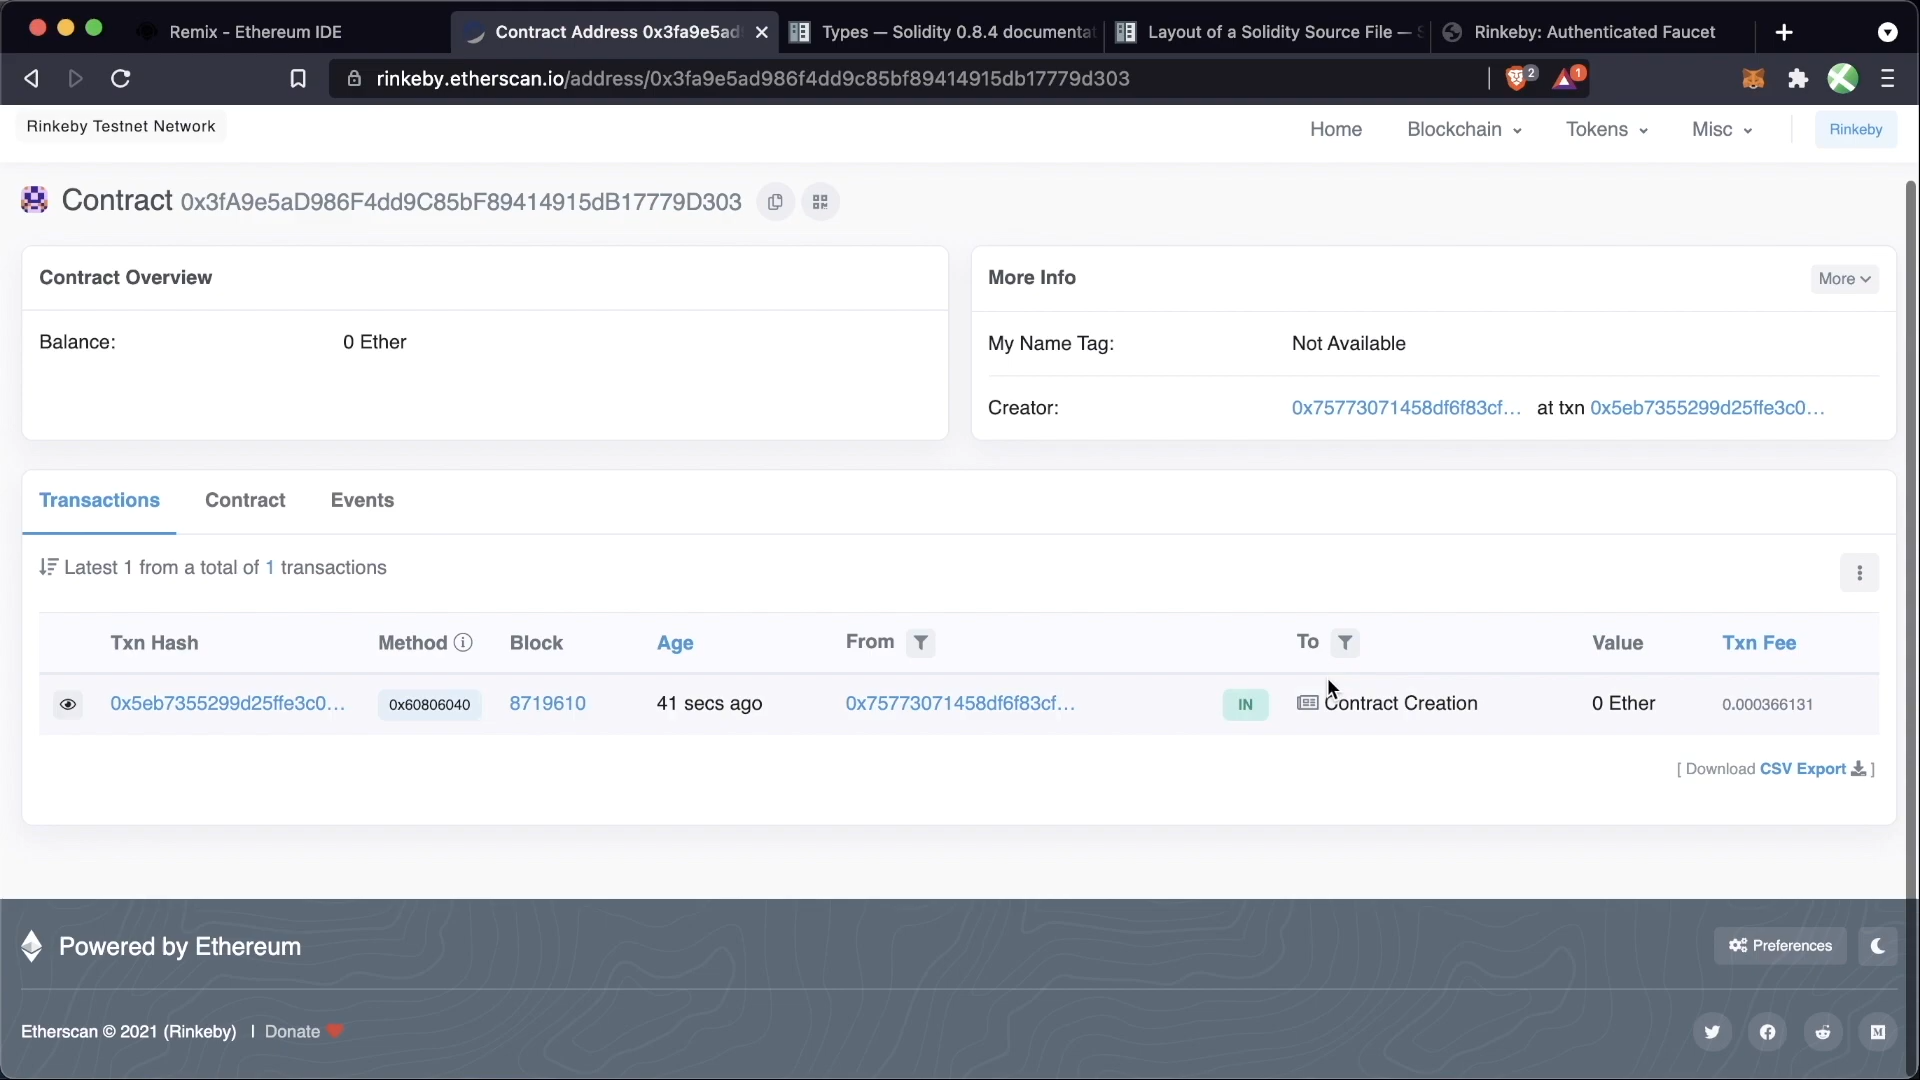 Remix - Ethereum IDE
Contract Address 0x3fa9e5ad
Types — Solidity 0.8.4 documenta
Layout of a Solidity Source File —
Rinkeby: Authenticated Faucet
rinkeby.etherscan.io/address/0x3fa9e5ad986f4dd9c85bf89414915db17779d303
2
1
Rinkeby Testnet Network
Home
Blockchain
Tokens
Misc
Rinkeby
Contract 0x3fA9e5aD986F4dd9C85bF89414915dB17779D303
Contract Overview
Balance: 0 Ether
More Info
More
My Name Tag: Not Available
Creator: 0x75773071458df6f83cf... at txn 0x5eb7355299d25ffe3c0...
Transactions Contract Events
Latest 1 from a total of 1 transactions
Txn Hash Method Block Age From To Value Txn Fee
0x5eb7355299d25ffe3c0... 0x60806040 8719610 41 secs ago 0x75773071458df6f83cf... IN Contract Creation 0 Ether 0.000366131
[ Download CSV Export ]
Powered by Ethereum
Preferences
Etherscan © 2021 (Rinkeby) | Donate